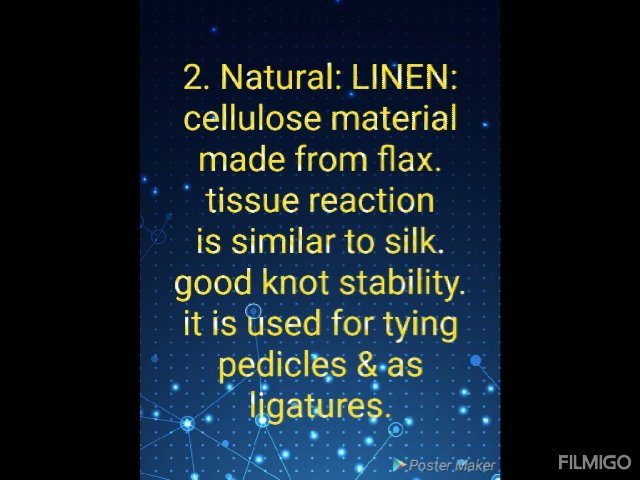 2. Natural: LINEN:
cellulose material
made from flax.
tissue reaction
is similar to silk.
good knot stability.
it is used for tying
pedicles & as
ligatures.
Poster Maker
FILMIGO